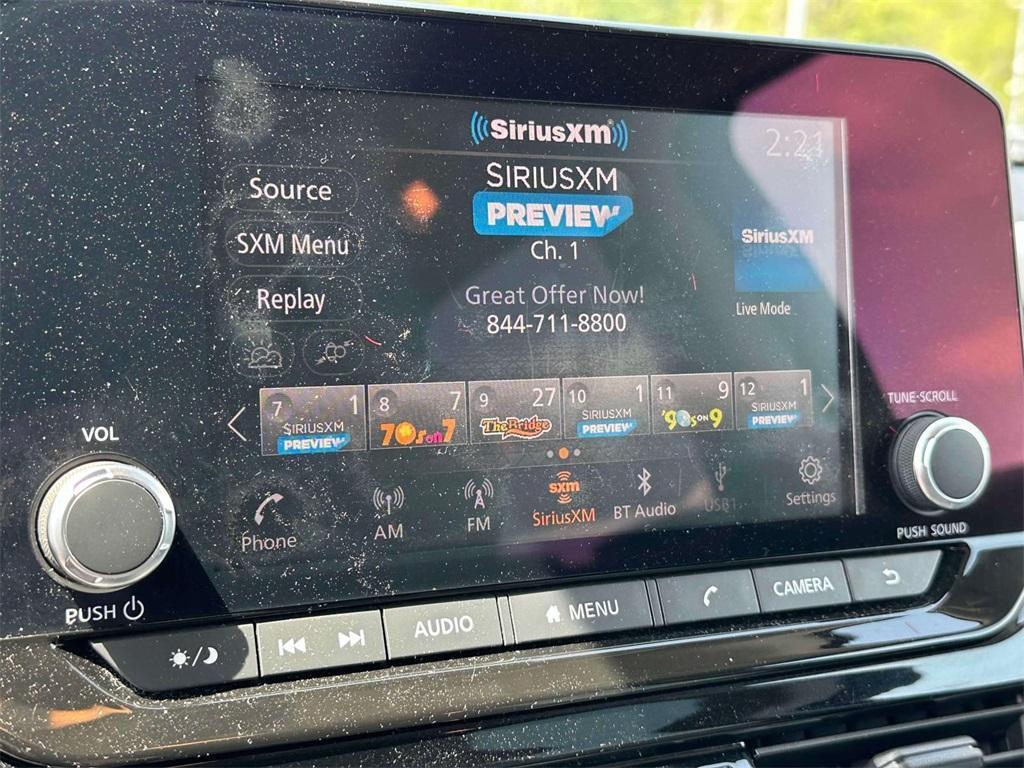 SiriusXM
2:21
Source
SIRIUSXM
PREVIEW
SXM Menu
Ch. 1
SiriusXM
Replay
Great Offer Now!
844-711-8800
Live Mode
7 1
SIRIUSXM
PREVIEW
8 7
70s on 7
9 27
The Bridge
10 1
SIRIUSXM
PREVIEW
11 9
'90s ON 9
12 1
SIRIUSXM
PREVIEW
TUNE·SCROLL
VOL
Phone
AM
FM
sxm
SiriusXM
BT Audio
USB1
Settings
PUSH SOUND
PUSH
AUDIO
MENU
CAMERA